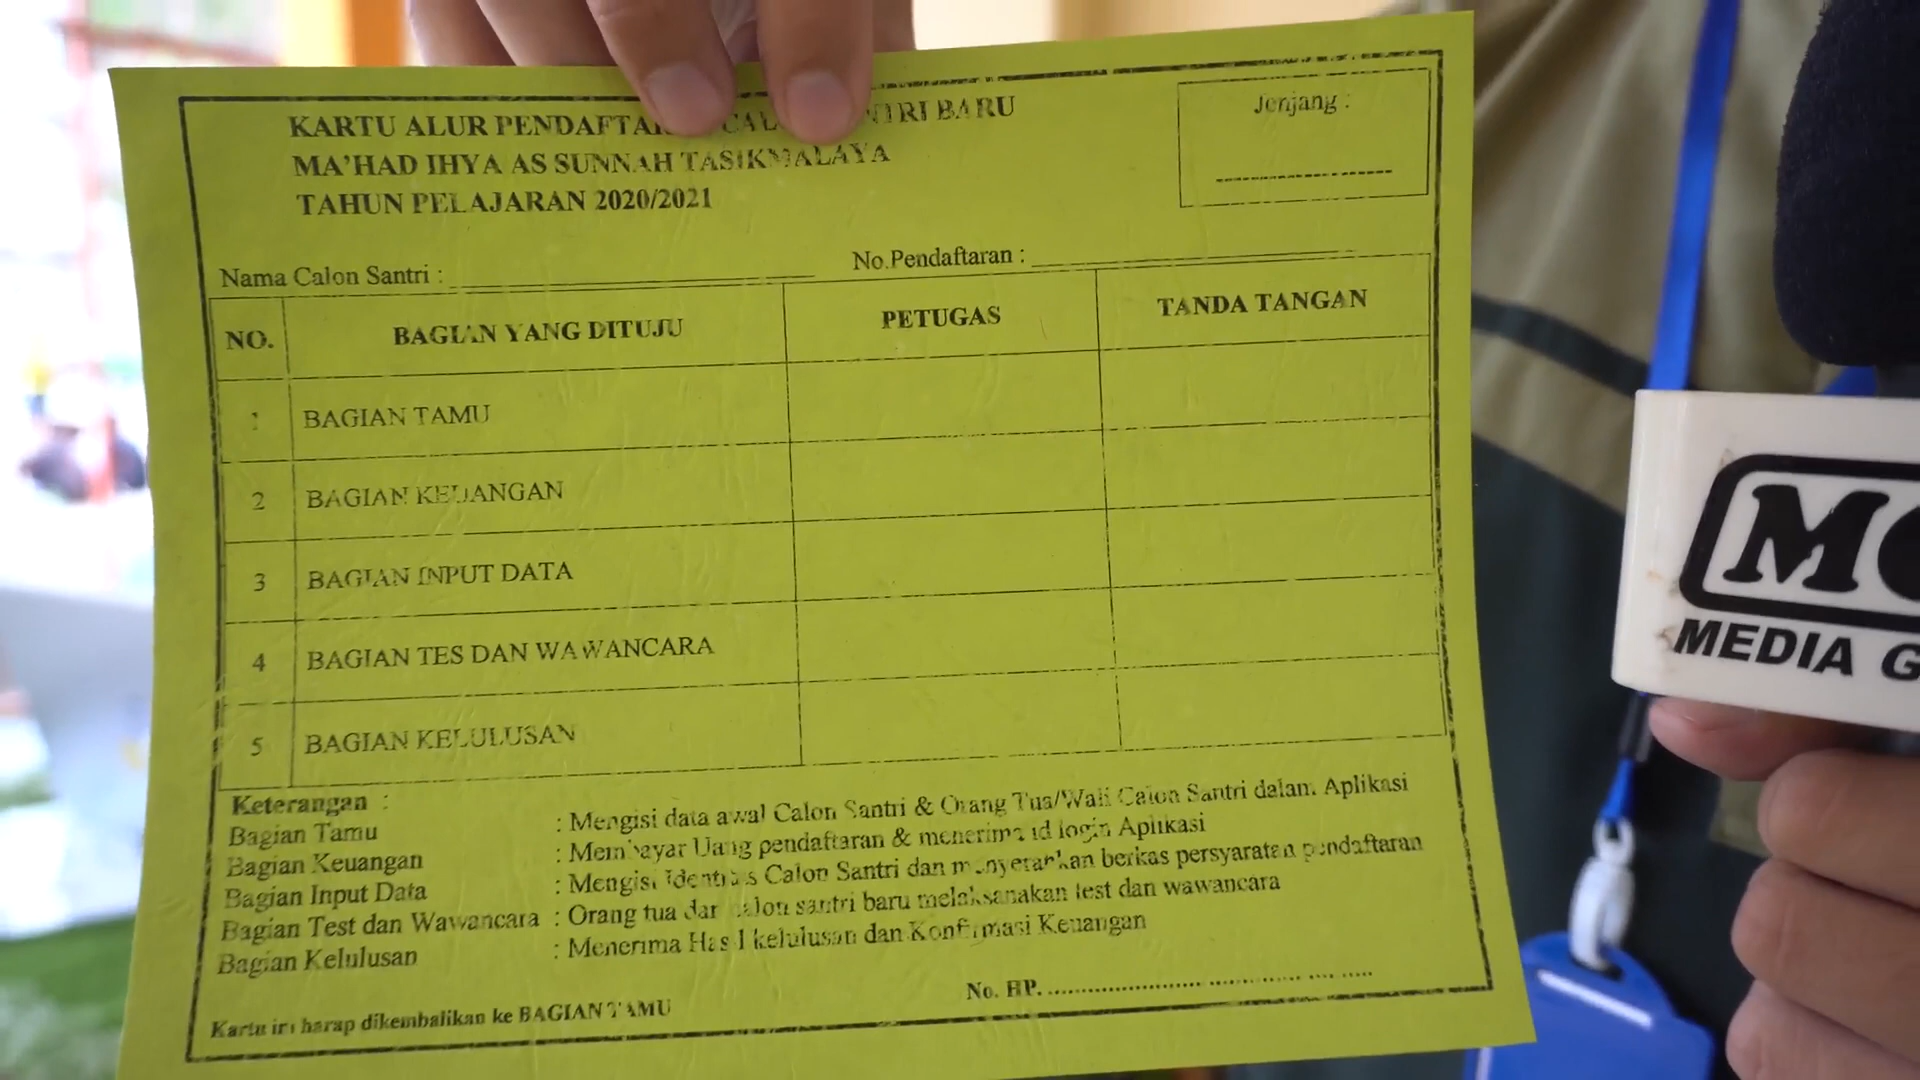 KARTU ALUR PENDAFTAR CALON SANTRI BARU
MA'HAD IHYA AS SUNNAH TASIKMALAYA
TAHUN PELAJARAN 2020/2021
Jenjang :
Nama Calon Santri :
No.Pendaftaran :
NO. BAGIAN YANG DITUJU PETUGAS TANDA TANGAN
1 BAGIAN TAMU
2 BAGIAN KEUANGAN
3 BAGIAN INPUT DATA
4 BAGIAN TES DAN WAWANCARA
5 BAGIAN KELULUSAN
Keterangan :
Bagian Tamu : Mengisi data awal Calon Santri & Orang Tua/Wali Calon Santri dalam Aplikasi
Bagian Keuangan : Membayar Uang pendaftaran & menerima id login Aplikasi
Bagian Input Data : Mengisi Identitas Calon Santri dan menyerahkan berkas persyaratan pendaftaran
Bagian Test dan Wawancara : Orang tua dan calon santri baru melaksanakan test dan wawancara
Bagian Kelulusan : Menerima Hasil kelulusan dan Konfirmasi Keuangan
No. HP.
Kartu ini harap dikembalikan ke BAGIAN TAMU
MEDIA G